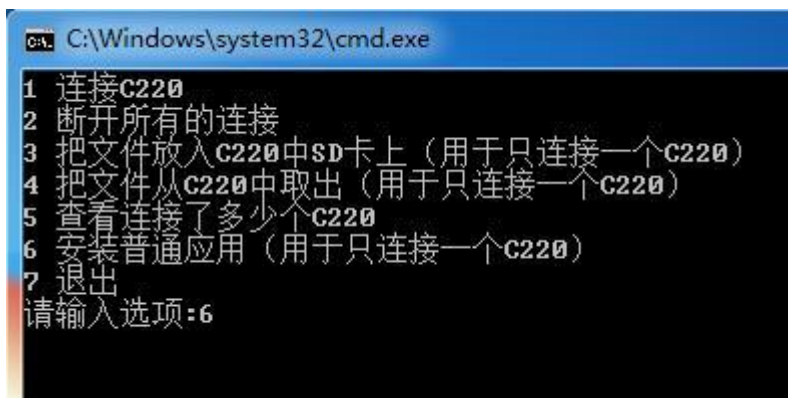 C:\Windows\system32\cmd.exe
1 连接C220
2 断开所有的连接
3 把文件放入C220中SD卡上（用于只连接一个C220）
4 把文件从C220中取出（用于只连接一个C220）
5 查看连接了多少个C220
6 安装普通应用（用于只连接一个C220）
7 退出
请输入选项:6